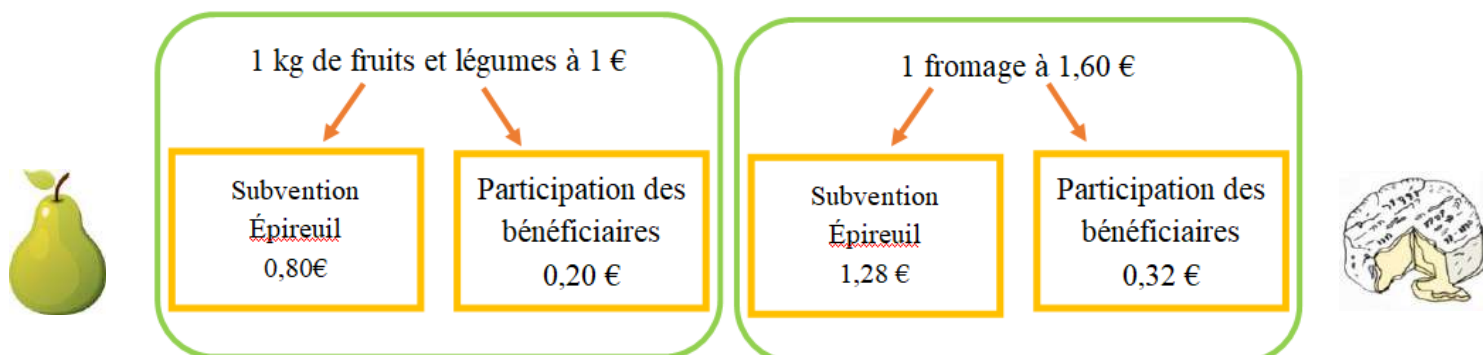 1 kg de fruits et légumes à 1 €
Subvention
Épireuil
0,80€
Participation des
bénéficiaires
0,20 €
1 fromage à 1,60 €
Subvention
Épireuil
1,28 €
Participation des
bénéficiaires
0,32 €